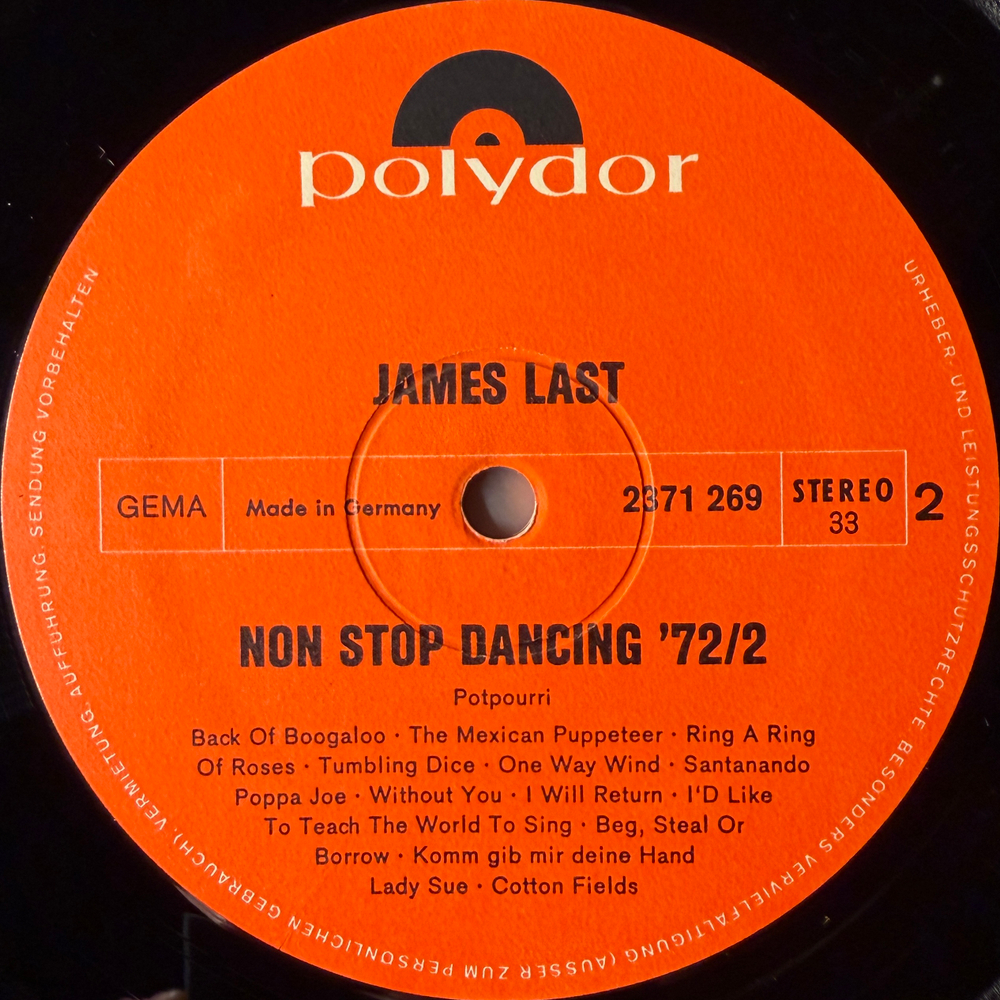 polydor
JAMES LAST
GEMA
Made in Germany
2371 269
STEREO
33
2
NON STOP DANCING '72/2
Potpourri
Back Of Boogaloo · The Mexican Puppeteer · Ring A Ring
Of Roses · Tumbling Dice · One Way Wind · Santanando
Poppa Joe · Without You · I Will Return · I'D Like
To Teach The World To Sing · Beg, Steal Or
Borrow · Komm gib mir deine Hand
Lady Sue · Cotton Fields
URHEBER- UND LEISTUNGSSCHUTZRECHTE BESONDERS VERVIELFÄLTIGUNG (AUSSER ZUM PERSÖNLICHEN GEBRAUCH), VERMIETUNG, AUFFÜHRUNG, SENDUNG VORBEHALTEN